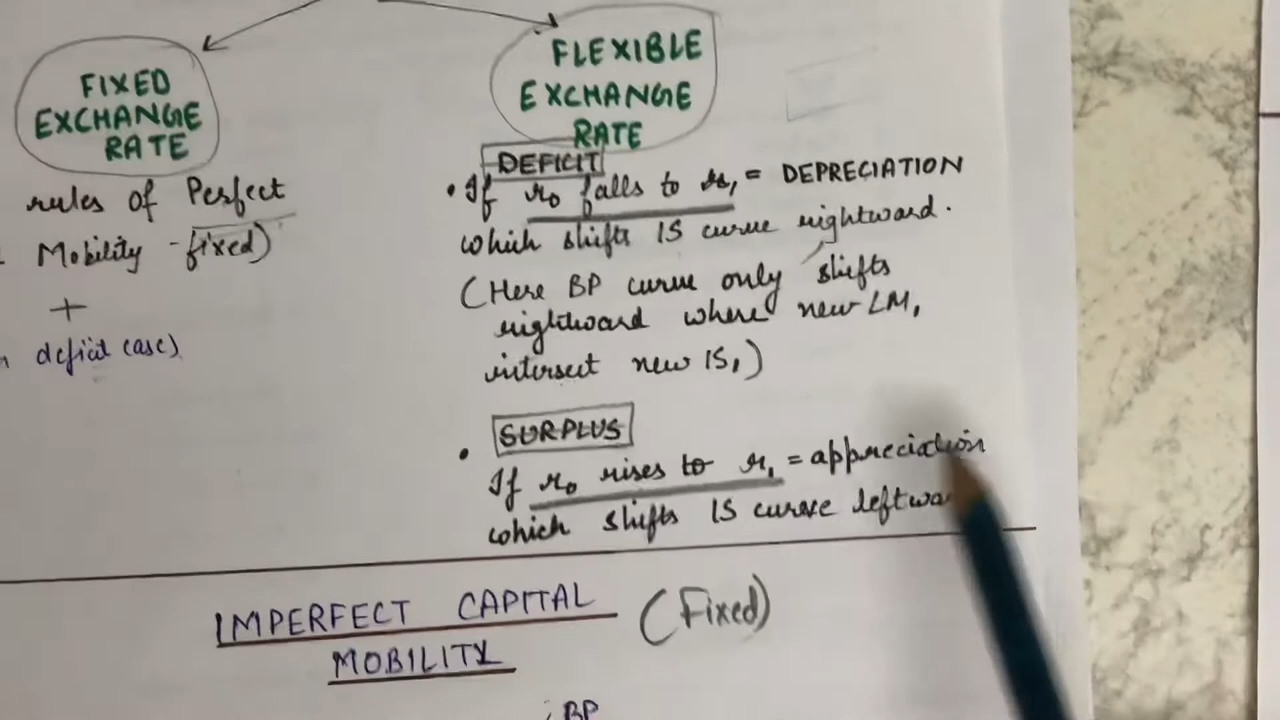 FIXED
EXCHANGE
RATE
rules of Perfect
Mobility - fixed)
+
deficit case)
FLEXIBLE
EXCHANGE
RATE
DEFICIT
• If r₀ falls to r₁ = DEPRECIATION
which shifts IS curve rightward.
(Here BP curve only shifts
rightward where new LM₁
intersect new IS₁)
• SURPLUS
If r₀ rises to r₁ = appreciation
which shifts IS curve leftwa
IMPERFECT CAPITAL (Fixed)
MOBILITY
BP